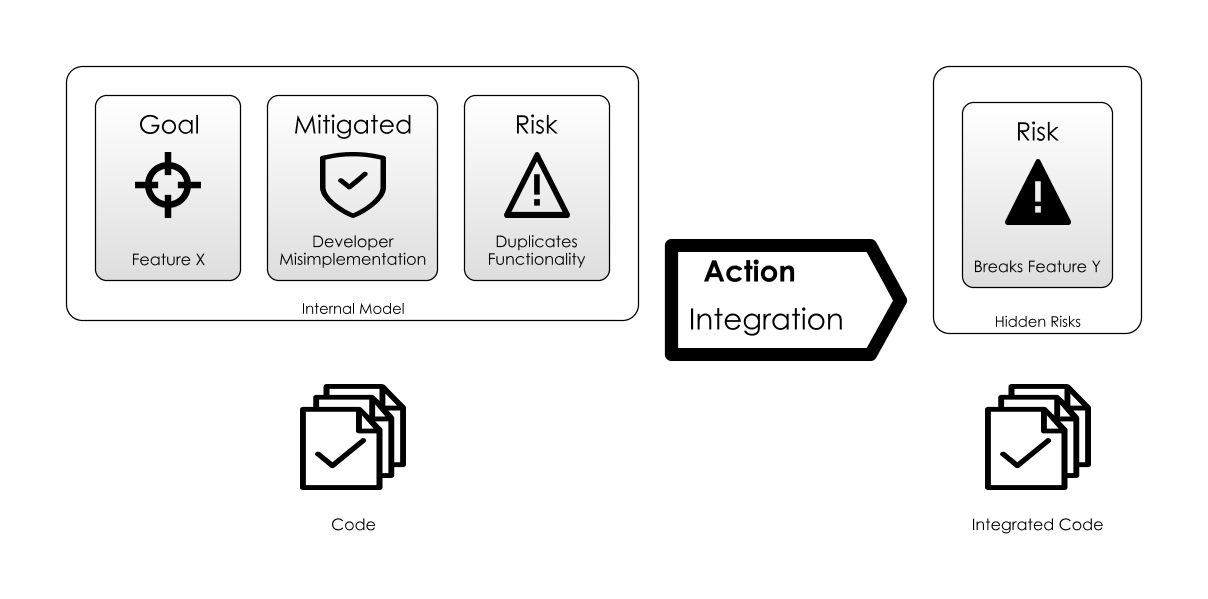 Goal
Feature X
Mitigated
Developer
Misimplementation
Risk
Duplicates
Functionality
Internal Model
Code
Action
Integration
Risk
Breaks Feature Y
Hidden Risks
Integrated Code